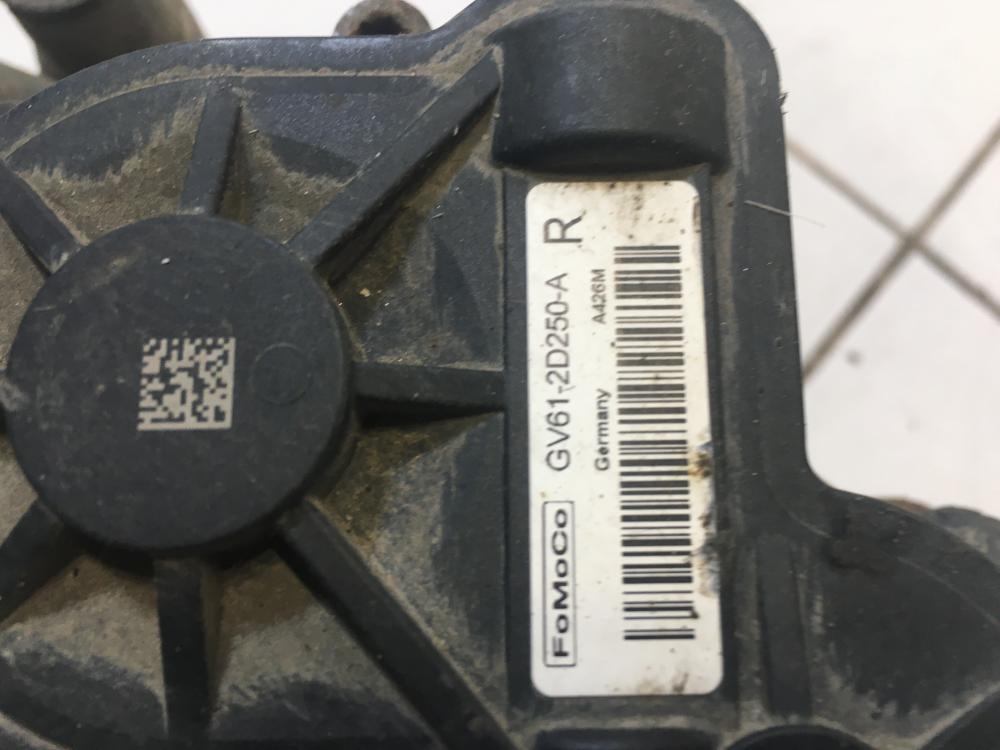 FoMoCo GV61-2D250-A R
Germany A426M